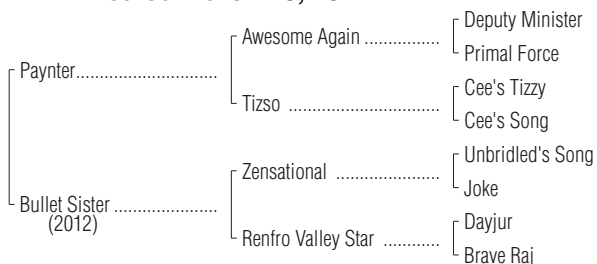 Deputy Minister
Awesome Again ................
Primal Force
Paynter..............................
Cee's Tizzy
Tizso ................................
Cee's Song
Unbridled's Song
Zensational ......................
Joke
Bullet Sister ......................
(2012)
Dayjur
Renfro Valley Star ............
Brave Raj